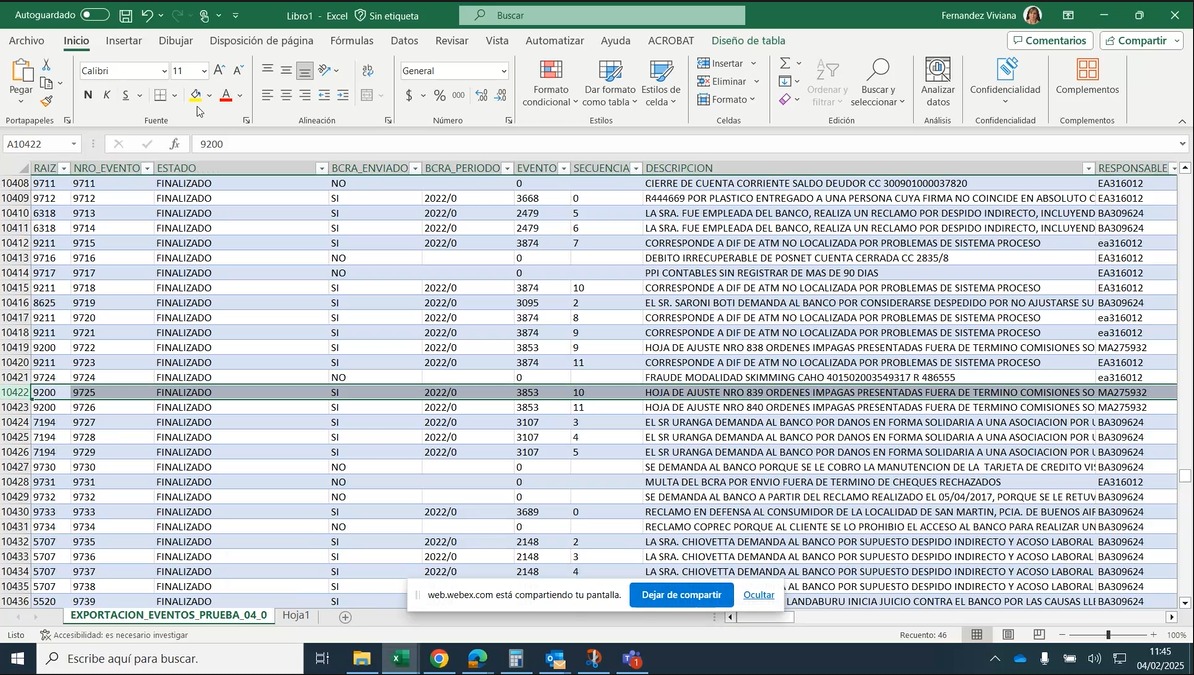 Autoguardado Libro1 - Excel Sin etiqueta Buscar Fernandez Viviana
Archivo Inicio Insertar Dibujar Disposición de página Fórmulas Datos Revisar Vista Automatizar Ayuda ACROBAT Diseño de tabla Comentarios Compartir
Pegar Calibri 11 General Insertar Eliminar Formato
N K S $ % 000
Formato condicional Dar formato como tabla Estilos de celda Ordenar y filtrar Buscar y seleccionar Analizar datos Confidencialidad Complementos
Portapapeles Fuente Alineación Número Estilos Celdas Edición Análisis Confidencialidad Complementos
A10422 fx 9200
RAIZ NRO_EVENTO ESTADO BCRA_ENVIADO BCRA_PERIODO EVENTO SECUENCIA DESCRIPCION RESPONSABLE
10408 9711 9711 FINALIZADO NO 0 CIERRE DE CUENTA CORRIENTE SALDO DEUDOR CC 300901000037820 EA316012
10409 9712 9712 FINALIZADO SI 2022/0 3668 0 R444669 POR PLASTICO ENTREGADO A UNA PERSONA CUYA FIRMA NO COINCIDE EN ABSOLUTO C EA316012
10410 6318 9713 FINALIZADO SI 2022/0 2479 5 LA SRA. FUE EMPLEADA DEL BANCO, REALIZA UN RECLAMO POR DESPIDO INDIRECTO, INCLUYEND BA309624
10411 6318 9714 FINALIZADO SI 2022/0 2479 6 LA SRA. FUE EMPLEADA DEL BANCO, REALIZA UN RECLAMO POR DESPIDO INDIRECTO, INCLUYEND BA309624
10412 9211 9715 FINALIZADO SI 2022/0 3874 7 CORRESPONDE A DIF DE ATM NO LOCALIZADA POR PROBLEMAS DE SISTEMA PROCESO ea316012
10413 9716 9716 FINALIZADO NO 0 DEBITO IRRECUPERABLE DE POSNET CUENTA CERRADA CC 2835/8 EA316012
10414 9717 9717 FINALIZADO NO 0 PPI CONTABLES SIN REGISTRAR DE MAS DE 90 DIAS EA316012
10415 9211 9718 FINALIZADO SI 2022/0 3874 10 CORRESPONDE A DIF DE ATM NO LOCALIZADA POR PROBLEMAS DE SISTEMA PROCESO EA316012
10416 8625 9719 FINALIZADO SI 2022/0 3095 2 EL SR. SARONI BOTI DEMANDA AL BANCO POR CONSIDERARSE DESPEDIDO POR NO AJUSTARSE SU BA309624
10417 9211 9720 FINALIZADO SI 2022/0 3874 8 CORRESPONDE A DIF DE ATM NO LOCALIZADA POR PROBLEMAS DE SISTEMA PROCESO ea316012
10418 9211 9721 FINALIZADO SI 2022/0 3874 9 CORRESPONDE A DIF DE ATM NO LOCALIZADA POR PROBLEMAS DE SISTEMA PROCESO ea316012
10419 9200 9722 FINALIZADO SI 2022/0 3853 9 HOJA DE AJUSTE NRO 838 ORDENES IMPAGAS PRESENTADAS FUERA DE TERMINO COMISIONES SO MA275932
10420 9211 9723 FINALIZADO SI 2022/0 3874 11 CORRESPONDE A DIF DE ATM NO LOCALIZADA POR PROBLEMAS DE SISTEMA PROCESO EA316012
10421 9724 9724 FINALIZADO NO 0 FRAUDE MODALIDAD SKIMMING CAHO 401502003549317 R 486555 ea316012
10422 9200 9725 FINALIZADO SI 2022/0 3853 10 HOJA DE AJUSTE NRO 839 ORDENES IMPAGAS PRESENTADAS FUERA DE TERMINO COMISIONES SO MA275932
10423 9200 9726 FINALIZADO SI 2022/0 3853 11 HOJA DE AJUSTE NRO 840 ORDENES IMPAGAS PRESENTADAS FUERA DE TERMINO COMISIONES SO MA275932
10424 7194 9727 FINALIZADO SI 2022/0 3107 3 EL SR URANGA DEMANDA AL BANCO POR DANOS EN FORMA SOLIDARIA A UNA ASOCIACION POR U BA309624
10425 7194 9728 FINALIZADO SI 2022/0 3107 4 EL SR URANGA DEMANDA AL BANCO POR DANOS EN FORMA SOLIDARIA A UNA ASOCIACION POR U BA309624
10426 7194 9729 FINALIZADO SI 2022/0 3107 5 EL SR URANGA DEMANDA AL BANCO POR DANOS EN FORMA SOLIDARIA A UNA ASOCIACION POR U BA309624
10427 9730 9730 FINALIZADO NO 0 SE DEMANDA AL BANCO PORQUE SE LE COBRO LA MANUTENCION DE LA TARJETA DE CREDITO VI BA309624
10428 9731 9731 FINALIZADO NO 0 MULTA DEL BCRA POR ENVIO FUERA DE TERMINO DE CHEQUES RECHAZADOS EA316012
10429 9732 9732 FINALIZADO NO 0 SE DEMANDA AL BANCO A PARTIR DEL RECLAMO REALIZADO EL 05/04/2017, PORQUE SE LE RETUV BA309624
10430 9733 9733 FINALIZADO SI 2022/0 3689 0 RECLAMO EN DEFENSA AL CONSUMIDOR DE LA LOCALIDAD DE SAN MARTIN, PCIA. DE BUENOS AIR BA309624
10431 9734 9734 FINALIZADO NO 0 RECLAMO COPREC PORQUE AL CLIENTE SE LO PROHIBIO EL ACCESO AL BANCO PARA REALIZAR UN BA309624
10432 5707 9735 FINALIZADO SI 2022/0 2148 2 LA SRA. CHIOVETTA DEMANDA AL BANCO POR SUPUESTO DESPIDO INDIRECTO Y ACOSO LABORAL BA309624
10433 5707 9736 FINALIZADO SI 2022/0 2148 3 LA SRA. CHIOVETTA DEMANDA AL BANCO POR SUPUESTO DESPIDO INDIRECTO Y ACOSO LABORAL BA309624
10434 5707 9737 FINALIZADO SI 2022/0 2148 4 LA SRA. CHIOVETTA DEMANDA AL BANCO POR SUPUESTO DESPIDO INDIRECTO Y ACOSO LABORAL BA309624
10435 5707 9738 FINALIZADO SI AL BANCO POR SUPUESTO DESPIDO INDIRECTO Y ACOSO LABORAL BA309624
10436 5520 9739 FINALIZADO SI LANDABURU INICIA JUICIO CONTRA EL BANCO POR LAS CAUSAS LLE BA309624
web.webex.com está compartiendo tu pantalla. Dejar de compartir Ocultar
EXPORTACION_EVENTOS_PRUEBA_04_0 Hoja1
Listo Accesibilidad: es necesario investigar Recuento: 46 100%
Escribe aquí para buscar. 1 11:45
04/02/2025